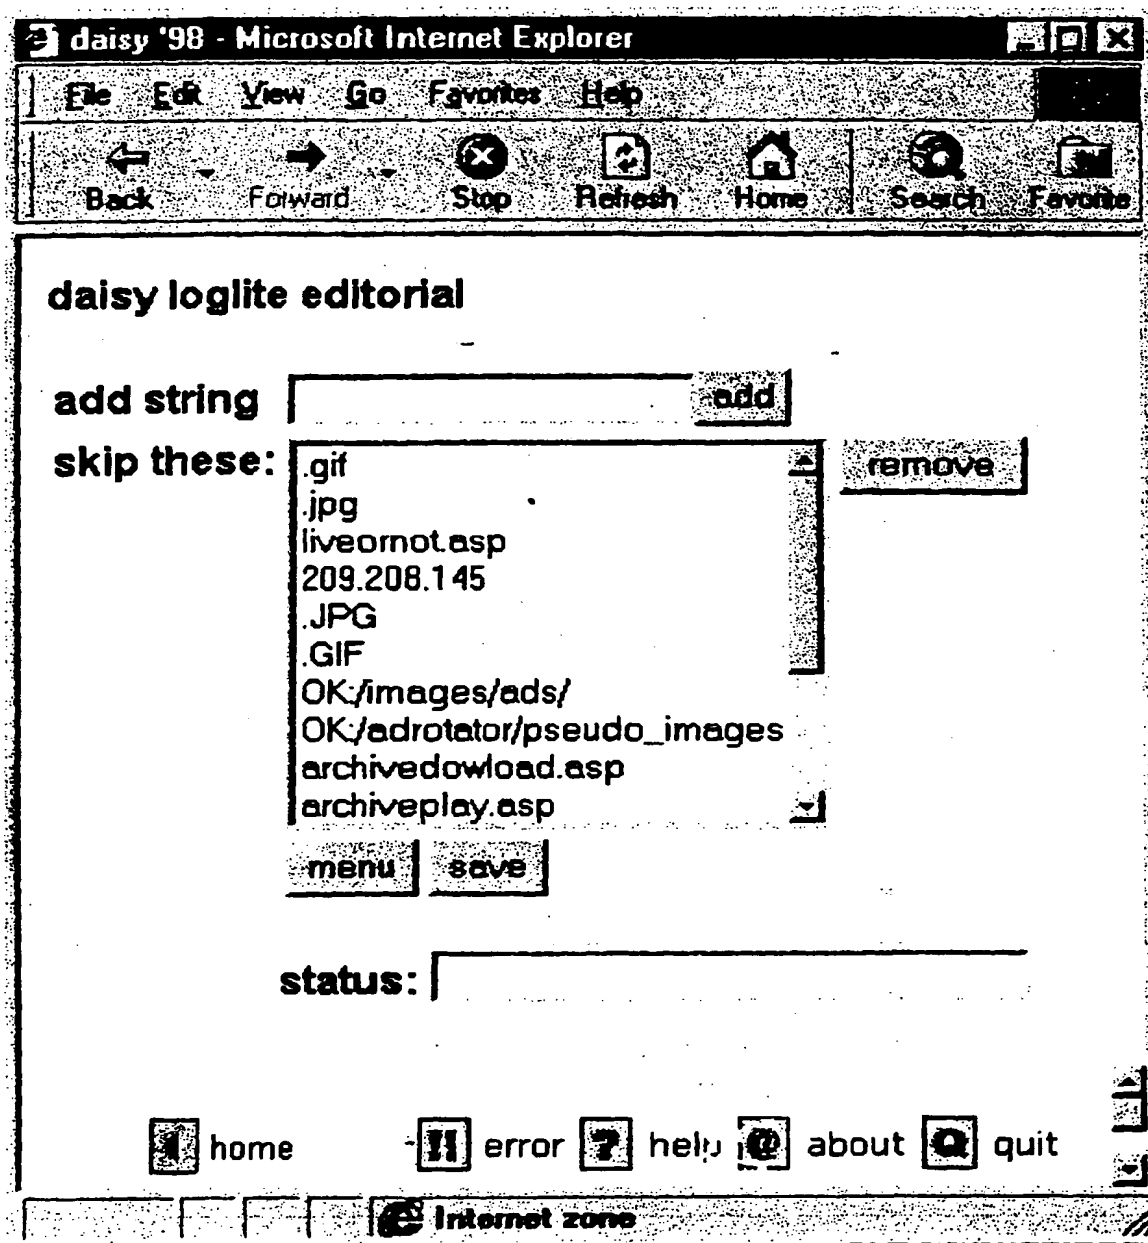 daisy '98 - Microsoft Internet Explorer
File Edit View Go Favorites Help
Back Forward Stop Refresh Home Search Favorite
daisy loglite editorial
add string add
skip these: remove
.gif
.jpg
liveornot.asp
209.208.145
.JPG
.GIF
OK:/images/ads/
OK:/adrotator/pseudo_images
archivedowload.asp
archiveplay.asp
menu save
status:
home !! error ? help @ about Q quit
Internet zone